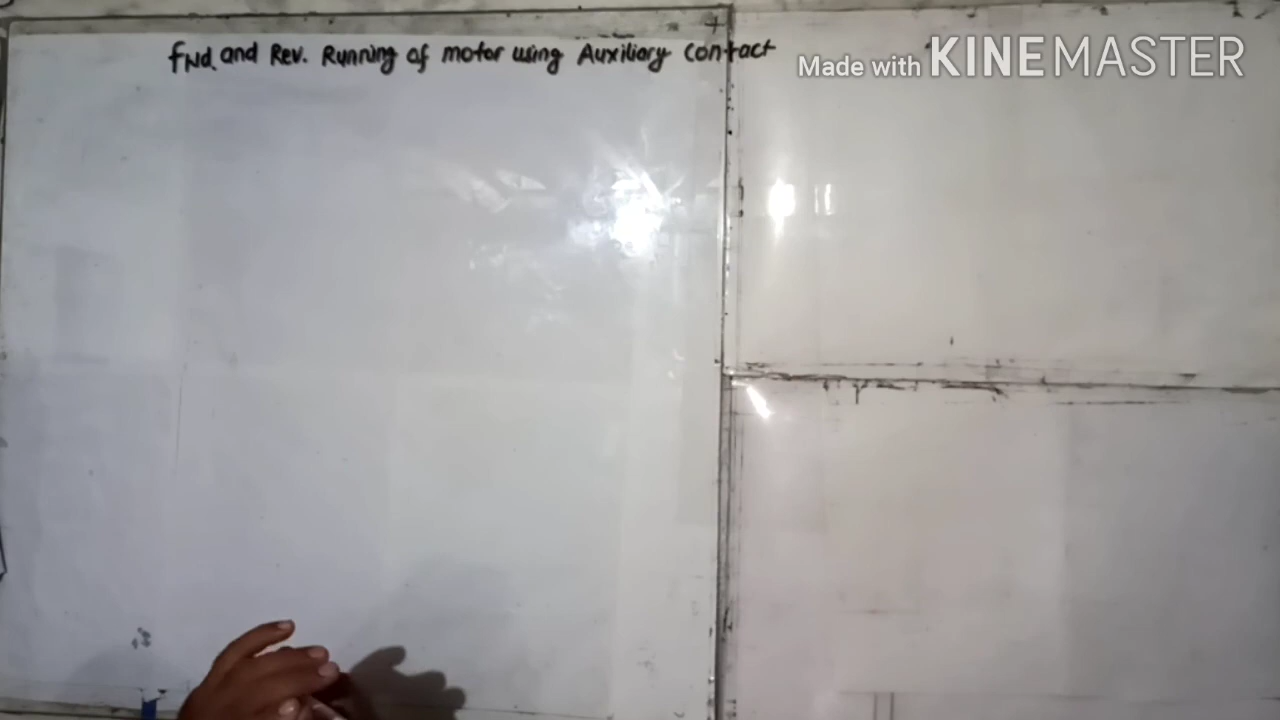 fwd. and Rev. Running of motor using Auxiliary Contact
Made with KINEMASTER